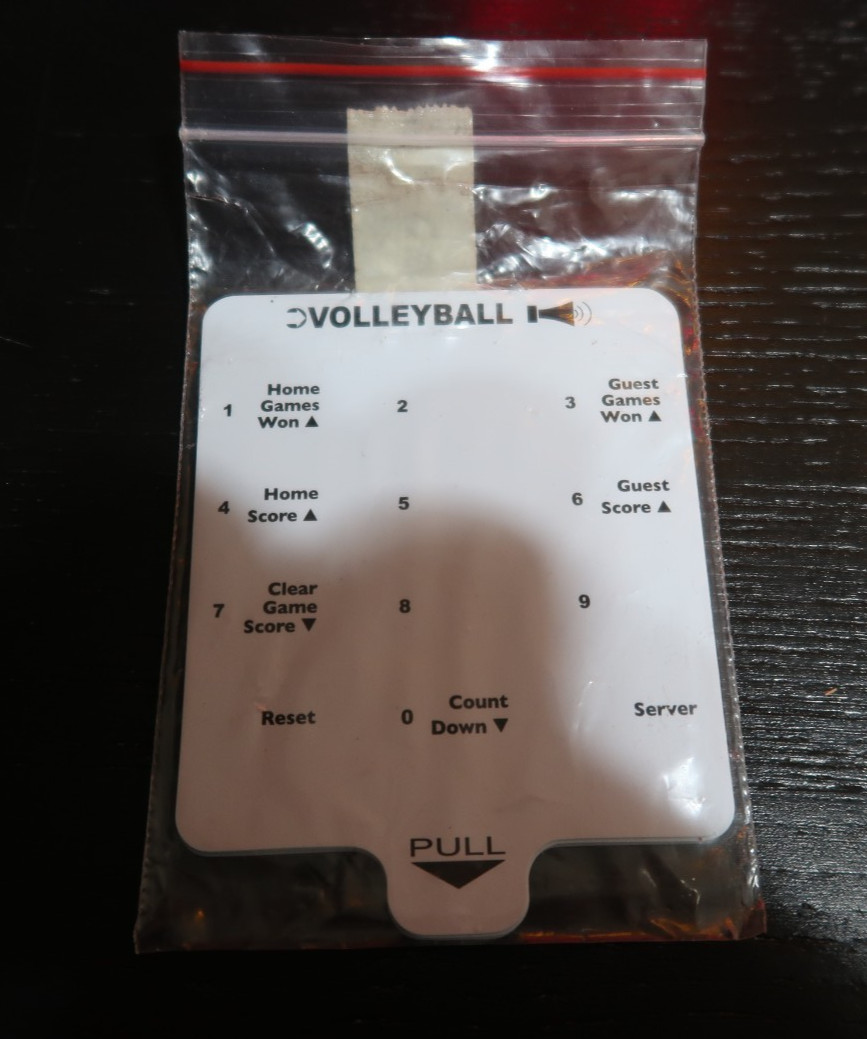 VOLLEYBALL
1 Home Games Won ▲ 2 3 Guest Games Won ▲
4 Home Score ▲ 5 6 Guest Score ▲
7 Clear Game Score ▼ 8 9
Reset 0 Count Down ▼ Server
PULL